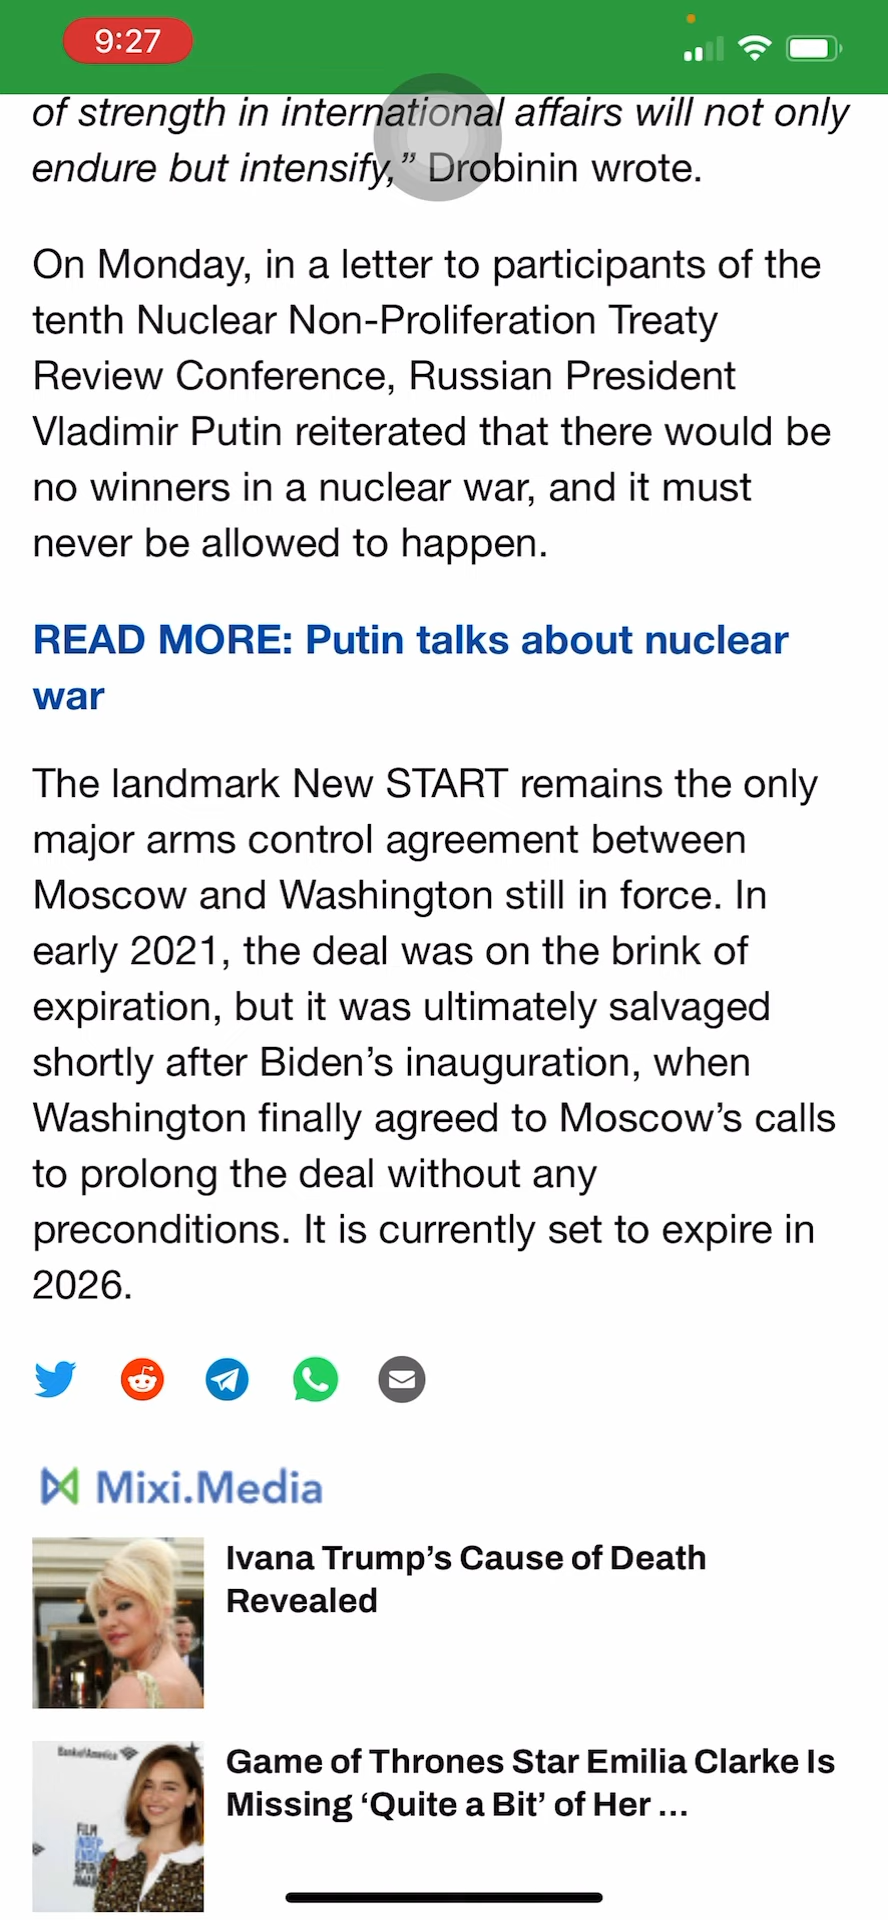 9:27
of strength in international affairs will not only
endure but intensify,” Drobinin wrote.
On Monday, in a letter to participants of the
tenth Nuclear Non-Proliferation Treaty
Review Conference, Russian President
Vladimir Putin reiterated that there would be
no winners in a nuclear war, and it must
never be allowed to happen.
READ MORE: Putin talks about nuclear
war
The landmark New START remains the only
major arms control agreement between
Moscow and Washington still in force. In
early 2021, the deal was on the brink of
expiration, but it was ultimately salvaged
shortly after Biden’s inauguration, when
Washington finally agreed to Moscow’s calls
to prolong the deal without any
preconditions. It is currently set to expire in
2026.
Mixi.Media
Ivana Trump’s Cause of Death
Revealed
Game of Thrones Star Emilia Clarke Is
Missing ‘Quite a Bit’ of Her ...
Bank of America
FILM